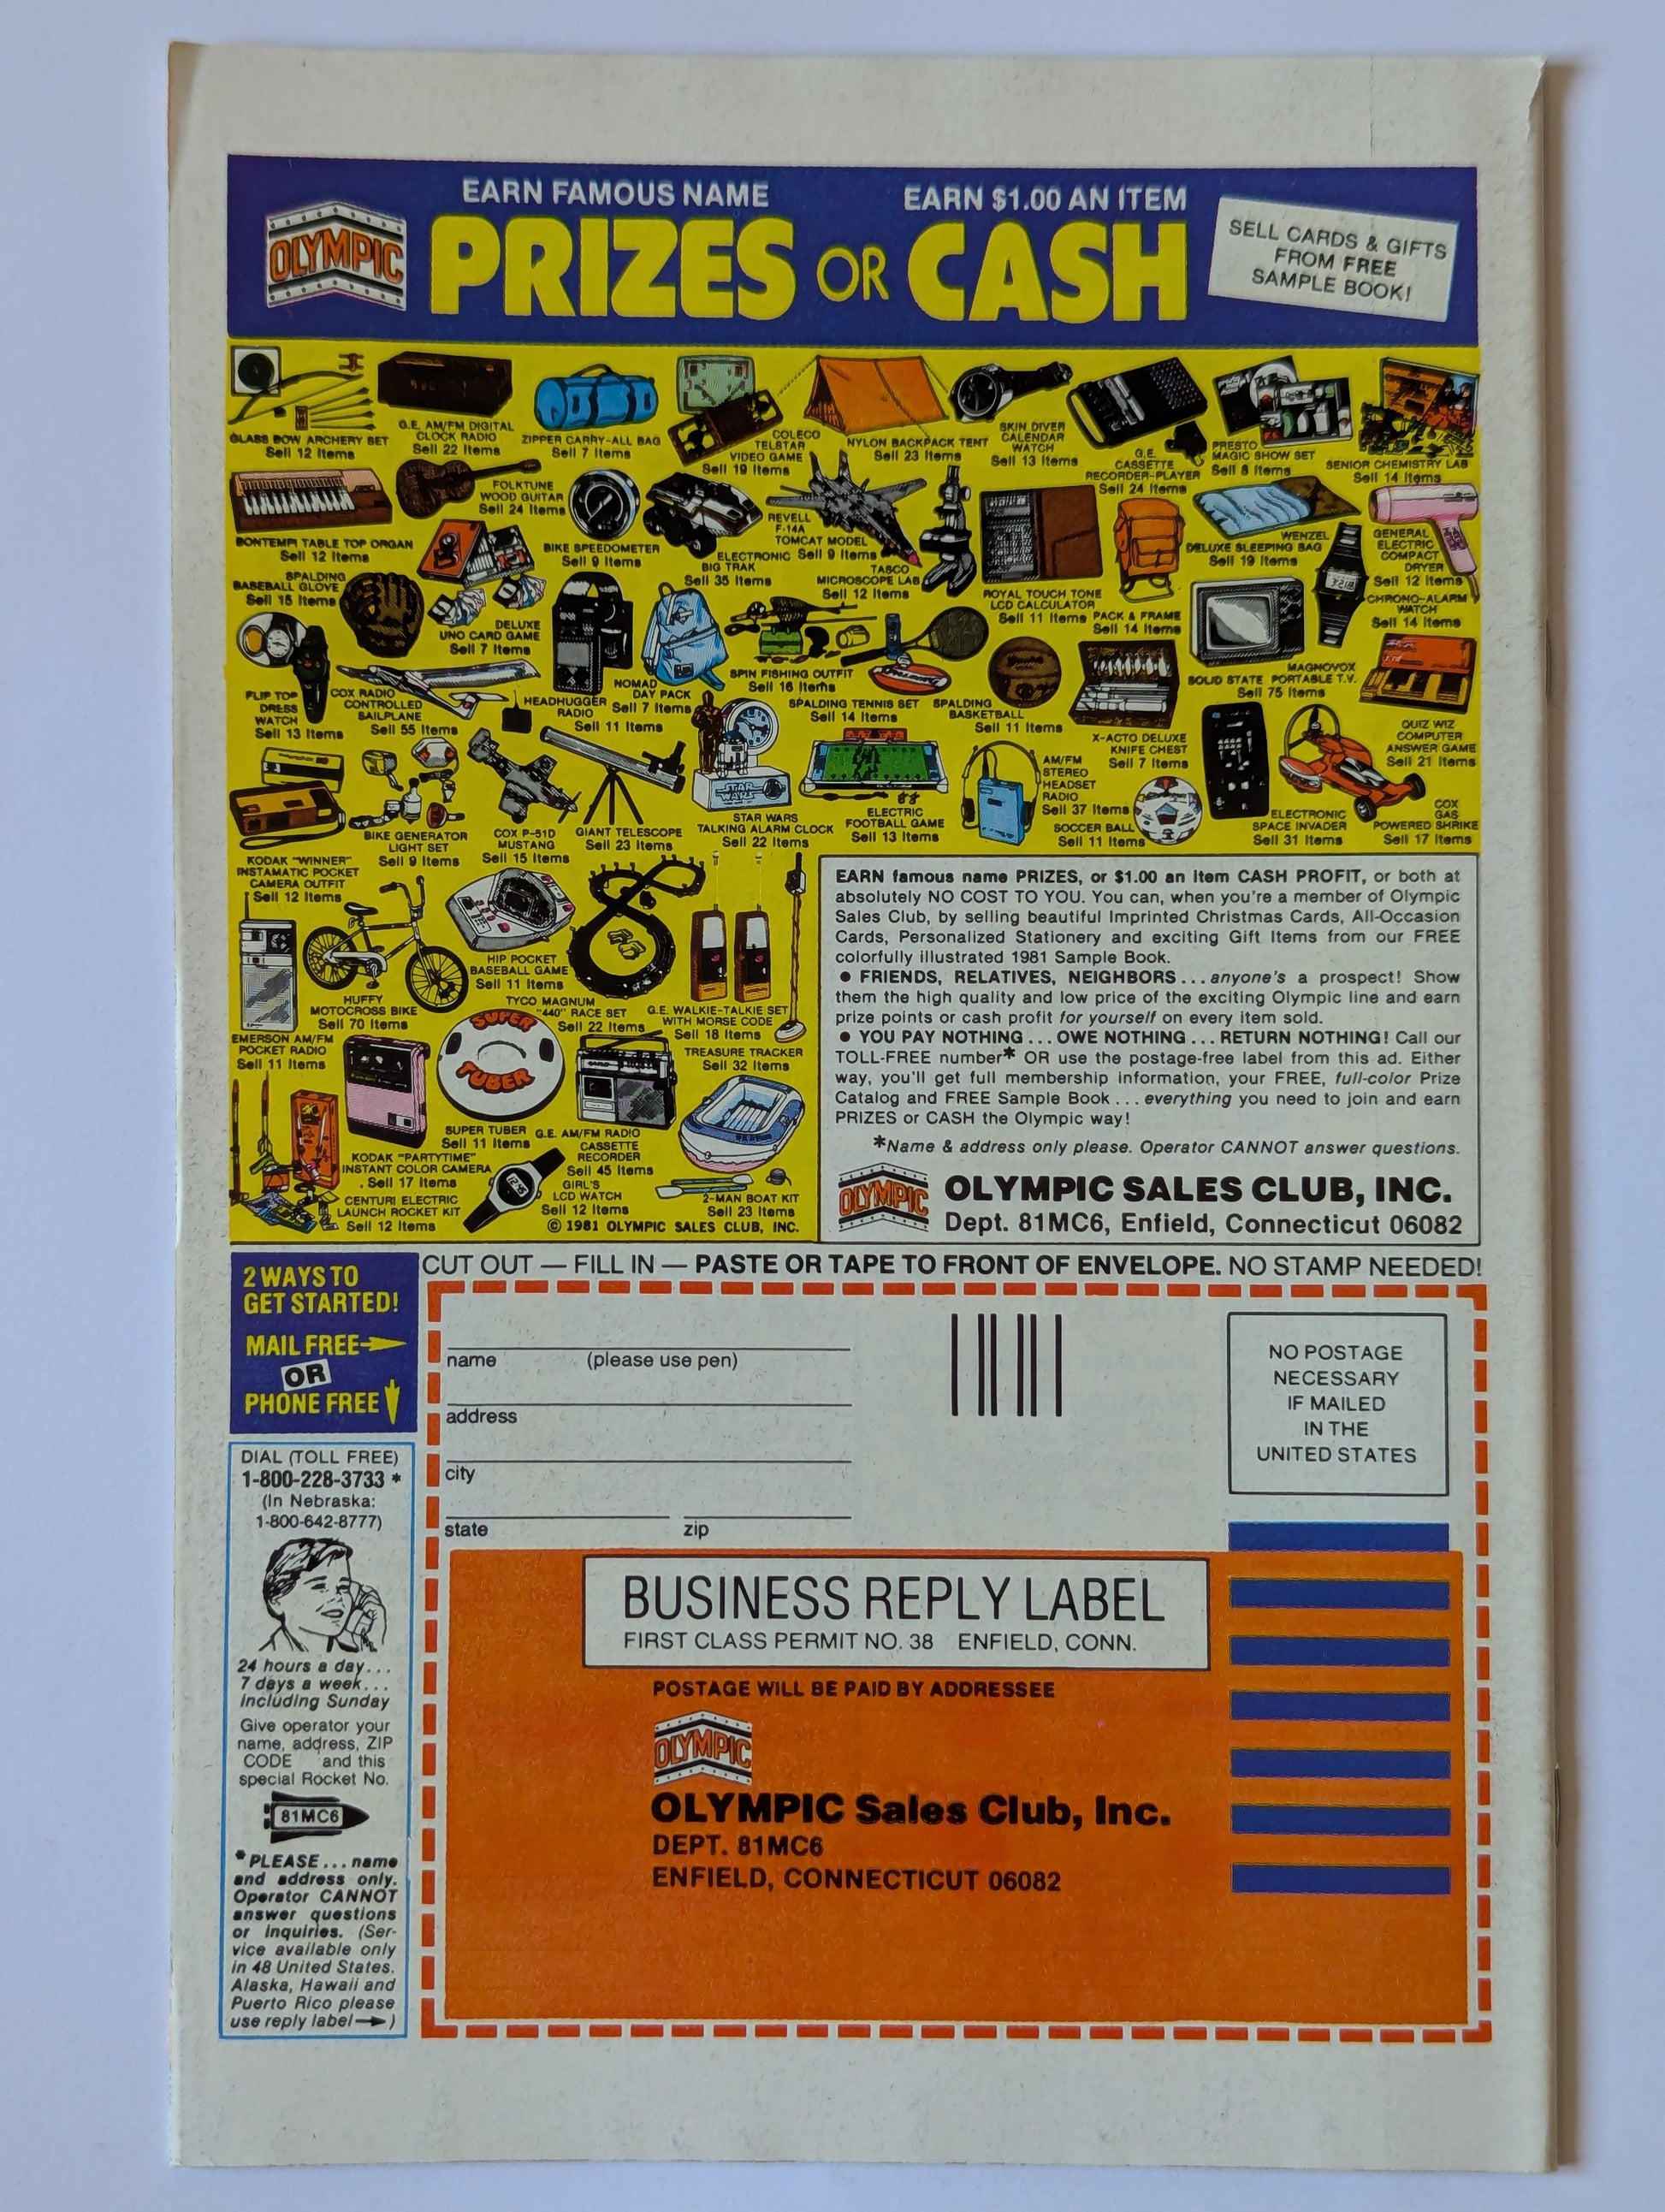 EARN FAMOUS NAME
EARN $1.00 AN ITEM
OLYMPIC
PRIZES OR CASH
SELL CARDS & GIFTS
FROM FREE
SAMPLE BOOK!
GLASS BOW ARCHERY SET
Sell 12 Items
G.E. AM/FM DIGITAL
CLOCK RADIO
Sell 22 Items
ZIPPER CARRY-ALL BAG
Sell 7 Items
COLECO
TELSTAR
VIDEO GAME
Sell 19 Items
NYLON BACKPACK TENT
Sell 23 Items
SKIN DIVER
CALENDAR
WATCH
Sell 13 Items
G.E.
CASSETTE
RECORDER-PLAYER
Sell 24 Items
PRESTO
MAGIC SHOW SET
Sell 8 Items
SENIOR CHEMISTRY LAB
Sell 14 Items
BONTEMPI TABLE TOP ORGAN
Sell 12 Items
FOLKTUNE
WOOD GUITAR
Sell 24 Items
BIKE SPEEDOMETER
Sell 9 Items
ELECTRONIC
BIG TRAK
Sell 35 Items
REVELL
F-14A
TOMCAT MODEL
Sell 9 Items
TASCO
MICROSCOPE LAB
Sell 12 Items
ROYAL TOUCH TONE
LCD CALCULATOR
Sell 11 Items
PACK & FRAME
Sell 14 Items
WENZEL
DELUXE SLEEPING BAG
Sell 19 Items
GENERAL
ELECTRIC
COMPACT
DRYER
Sell 12 Items
SPALDING
BASEBALL GLOVE
Sell 15 Items
DELUXE
UNO CARD GAME
Sell 7 Items
CHRONO-ALARM
WATCH
Sell 14 Items
FLIP TOP
DRESS
WATCH
Sell 13 Items
COX RADIO
CONTROLLED
SAILPLANE
Sell 55 Items
HEADHUGGER
RADIO
Sell 11 Items
NOMAD
DAY PACK
Sell 7 Items
SPIN FISHING OUTFIT
Sell 16 Items
SPALDING
SPALDING TENNIS SET
Sell 14 Items
SPALDING
BASKETBALL
Sell 11 Items
X-ACTO DELUXE
KNIFE CHEST
Sell 7 Items
MAGNOVOX
SOLID STATE PORTABLE T.V.
Sell 75 Items
QUIZ WIZ
COMPUTER
ANSWER GAME
Sell 21 Items
KODAK "WINNER"
INSTAMATIC POCKET
CAMERA OUTFIT
Sell 12 Items
BIKE GENERATOR
LIGHT SET
Sell 9 Items
COX P-51D
MUSTANG
Sell 15 Items
GIANT TELESCOPE
Sell 23 Items
STAR
WARS
STAR WARS
TALKING ALARM CLOCK
Sell 22 Items
ELECTRIC
FOOTBALL GAME
Sell 13 Items
AM/FM
STEREO
HEADSET
RADIO
Sell 37 Items
SOCCER BALL
Sell 11 Items
ELECTRONIC
SPACE INVADER
Sell 31 Items
COX
GAS
POWERED SHRIKE
Sell 17 Items
EMERSON AM/FM
POCKET RADIO
Sell 11 Items
HUFFY
MOTOCROSS BIKE
Sell 70 Items
HIP POCKET
BASEBALL GAME
Sell 11 Items
TYCO MAGNUM
"440" RACE SET
Sell 22 Items
G.E. WALKIE-TALKIE SET
WITH MORSE CODE
Sell 18 Items
TREASURE TRACKER
Sell 32 Items
SUPER
TUBER
KODAK "PARTYTIME"
INSTANT COLOR CAMERA
Sell 17 Items
SUPER TUBER
Sell 11 Items
G.E. AM/FM RADIO
CASSETTE
RECORDER
Sell 45 Items
CENTURI ELECTRIC
LAUNCH ROCKET KIT
Sell 12 Items
GIRL'S
LCD WATCH
Sell 12 Items
2-MAN BOAT KIT
Sell 23 Items
© 1981 OLYMPIC SALES CLUB, INC.
EARN famous name PRIZES, or $1.00 an item CASH PROFIT, or both at
absolutely NO COST TO YOU. You can, when you're a member of Olympic
Sales Club, by selling beautiful Imprinted Christmas Cards, All-Occasion
Cards, Personalized Stationery and exciting Gift Items from our FREE
colorfully illustrated 1981 Sample Book.
● FRIENDS, RELATIVES, NEIGHBORS...anyone's a prospect! Show
them the high quality and low price of the exciting Olympic line and earn
prize points or cash profit for yourself on every item sold.
● YOU PAY NOTHING... OWE NOTHING... RETURN NOTHING! Call our
TOLL-FREE number* OR use the postage-free label from this ad. Either
way, you'll get full membership information, your FREE, full-color Prize
Catalog and FREE Sample Book... everything you need to join and earn
PRIZES or CASH the Olympic way!
*Name & address only please. Operator CANNOT answer questions.
OLYMPIC
OLYMPIC SALES CLUB, INC.
Dept. 81MC6, Enfield, Connecticut 06082
CUT OUT — FILL IN — PASTE OR TAPE TO FRONT OF ENVELOPE. NO STAMP NEEDED!
2 WAYS TO
GET STARTED!
MAIL FREE
OR
PHONE FREE
DIAL (TOLL FREE)
1-800-228-3733 *
(In Nebraska:
1-800-642-8777)
24 hours a day...
7 days a week...
including Sunday
Give operator your
name, address, ZIP
CODE and this
special Rocket No.
81MC6
*PLEASE... name
and address only.
Operator CANNOT
answer questions
or inquiries. (Ser-
vice available only
in 48 United States.
Alaska, Hawaii and
Puerto Rico please
use reply label → )
name (please use pen)
address
city
state zip
NO POSTAGE
NECESSARY
IF MAILED
IN THE
UNITED STATES
BUSINESS REPLY LABEL
FIRST CLASS PERMIT NO. 38 ENFIELD, CONN.
POSTAGE WILL BE PAID BY ADDRESSEE
OLYMPIC
OLYMPIC Sales Club, Inc.
DEPT. 81MC6
ENFIELD, CONNECTICUT 06082